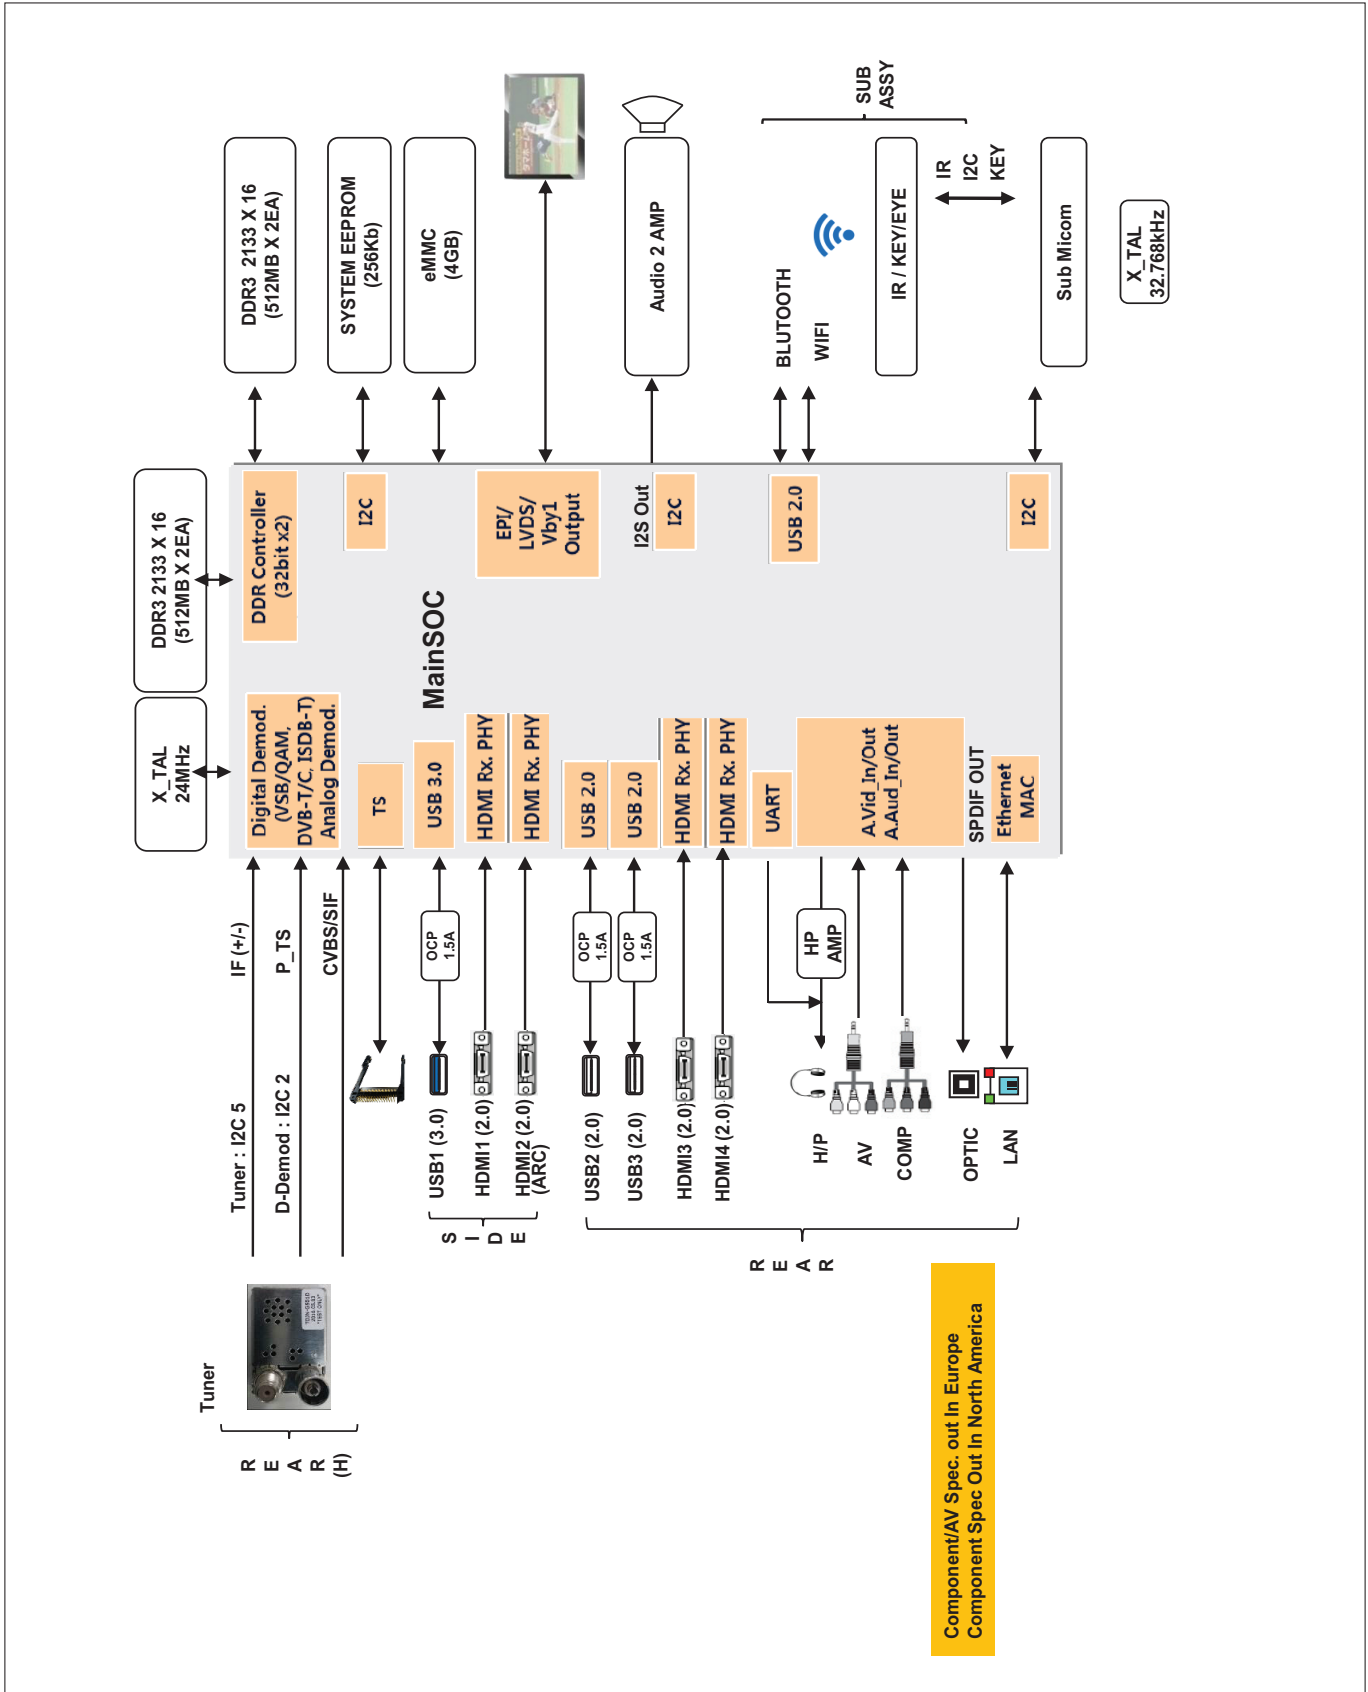 Tuner
R
E
A
R
(H)
Tuner : I2C 5
IF (+/-)
D-Demod : I2C 2
P_TS
CVBS/SIF
X_TAL
24MHz
DDR3 2133 X 16
(512MB X 2EA)
Digital Demod.
(VSB/QAM,
DVB-T/C, ISDB-T)
Analog Demod.
DDR Controller
(32bit x2)
DDR3  2133 X 16
(512MB X 2EA)
TS
I2C
SYSTEM EEPROM
(256Kb)
eMMC
(4GB)
MainSOC
S
I
D
E
USB1 (3.0)
OCP
1.5A
USB 3.0
HDMI1 (2.0)
HDMI Rx. PHY
HDMI2 (2.0)
(ARC)
HDMI Rx. PHY
EPI/
LVDS/
Vby1
Output
R
E
A
R
USB2 (2.0)
OCP
1.5A
USB 2.0
USB3 (2.0)
OCP
1.5A
USB 2.0
HDMI3 (2.0)
HDMI Rx. PHY
HDMI4 (2.0)
HDMI Rx. PHY
I2S Out
I2C
Audio 2 AMP
UART
H/P
HP
AMP
AV
COMP
A.Vid_In/Out
A.Aud_In/Out
USB 2.0
BLUTOOTH
WIFI
SUB
ASSY
IR / KEY/EYE
IR
I2C
KEY
OPTIC
SPDIF OUT
LAN
Ethernet
MAC
I2C
Sub Micom
X_TAL
32.768kHz
Component/AV Spec. out In Europe
Component Spec Out In North America